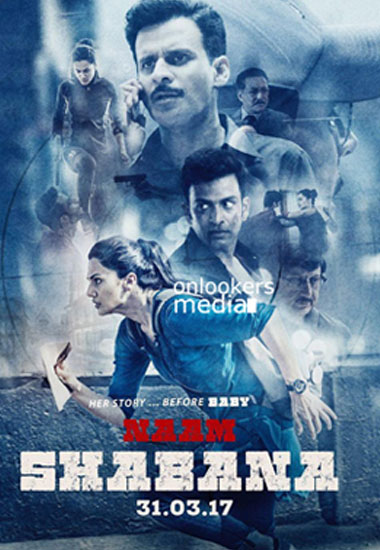 onlookers
media
HER STORY ... BEFORE BABY
NAAM
SHABANA
31.03.17